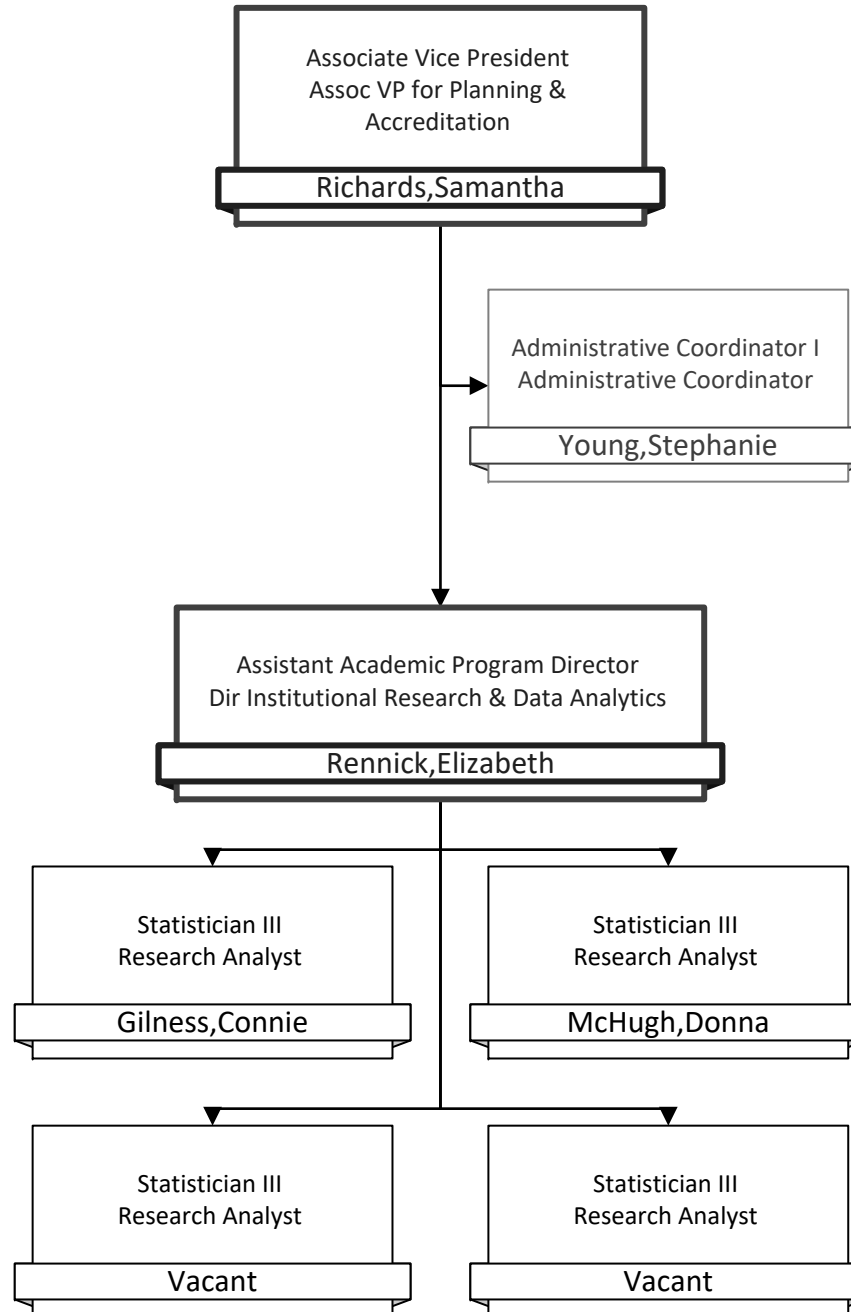 Associate Vice President
Assoc VP for Planning &
Accreditation
Richards,Samantha
Administrative Coordinator I
Administrative Coordinator
Young,Stephanie
Assistant Academic Program Director
Dir Institutional Research & Data Analytics
Rennick,Elizabeth
Statistician III
Research Analyst
Gilness,Connie
Statistician III
Research Analyst
McHugh,Donna
Statistician III
Research Analyst
Vacant
Statistician III
Research Analyst
Vacant